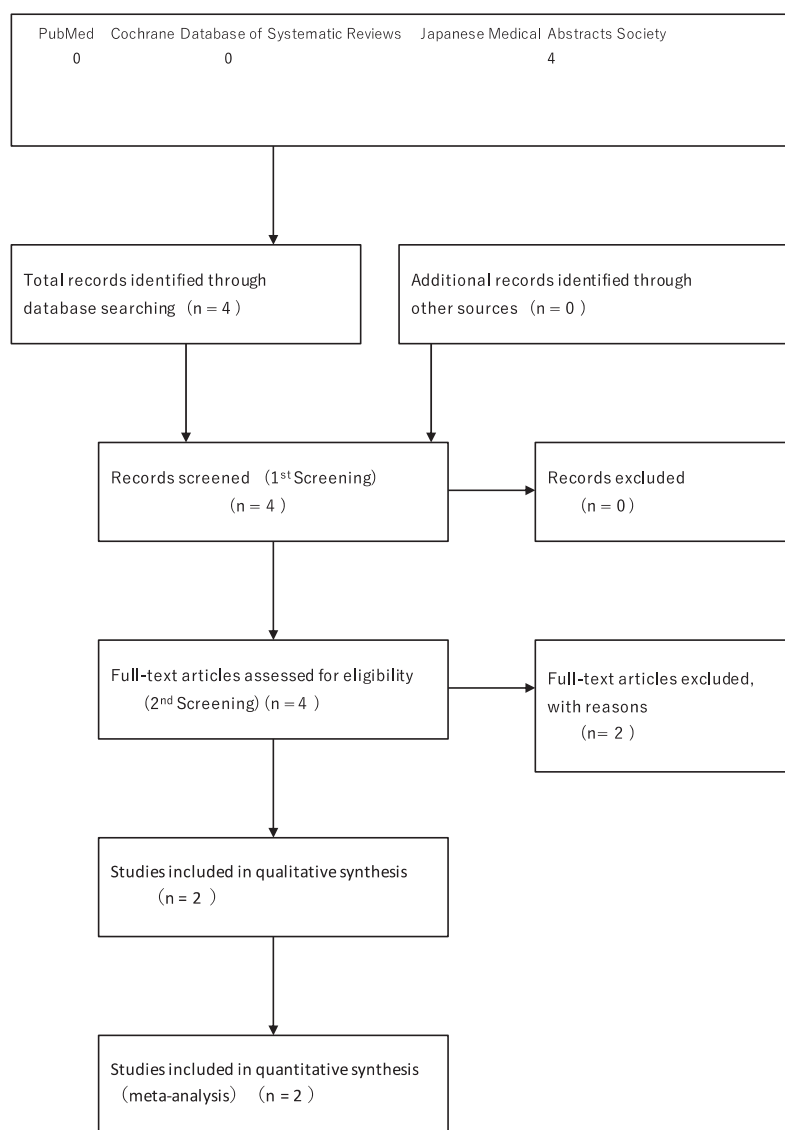 PubMed Cochrane Database of Systematic Reviews Japanese Medical Abstracts Society
0 0 4
Total records identified through
database searching (n = 4 )
Additional records identified through
other sources (n = 0 )
Records screened (1st Screening)
(n = 4 )
Records excluded
(n = 0 )
Full-text articles assessed for eligibility
(2nd Screening) (n = 4 )
Full-text articles excluded,
with reasons
(n= 2 )
Studies included in qualitative synthesis
(n = 2 )
Studies included in quantitative synthesis
(meta-analysis) (n = 2 )